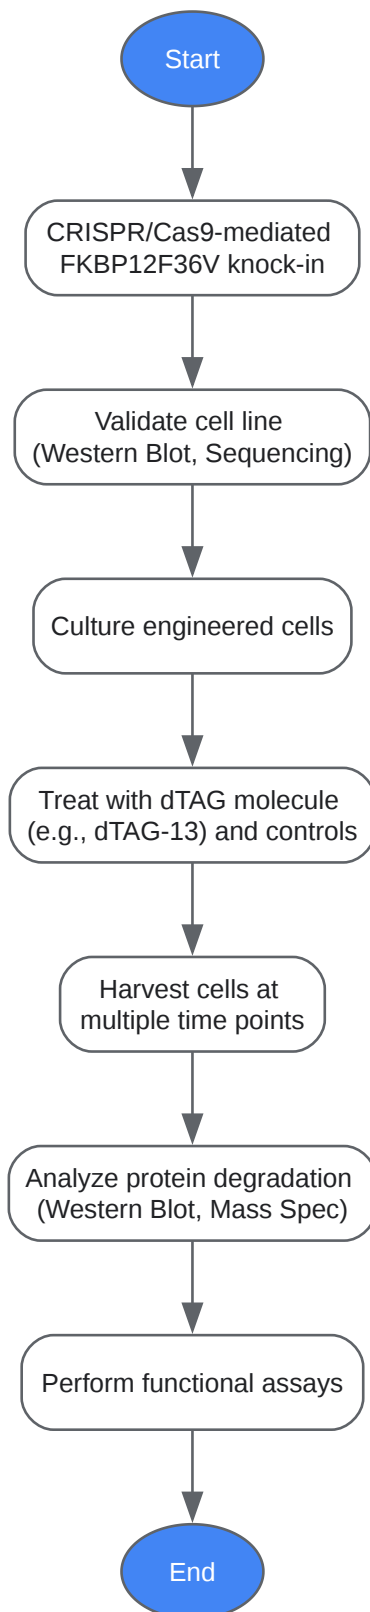 Start
CRISPR/Cas9-mediated
FKBP12F36V knock-in
Validate cell line
(Western Blot, Sequencing)
Culture engineered cells
Treat with dTAG molecule
(e.g., dTAG-13) and controls
Harvest cells at
multiple time points
Analyze protein degradation
(Western Blot, Mass Spec)
Perform functional assays
End